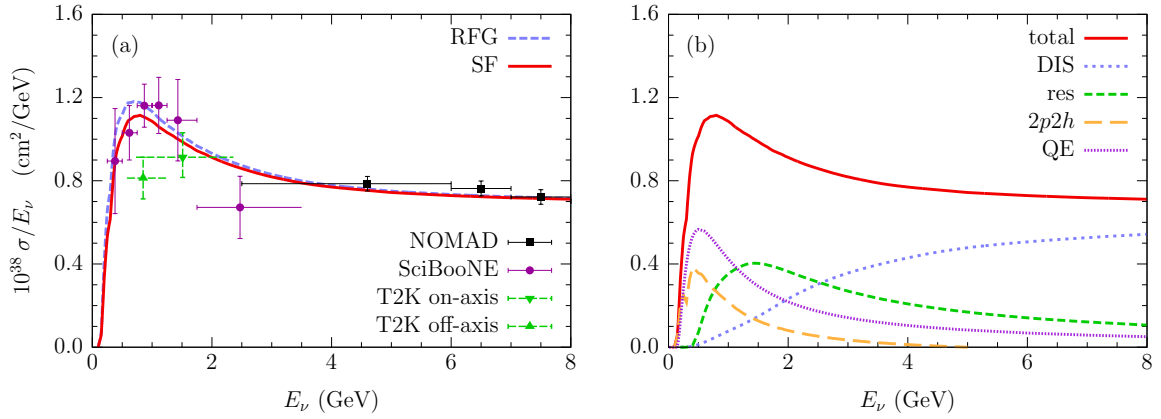 (a)
RFG
SF
NOMAD
SciBooNE
T2K on-axis
T2K off-axis
10^38 σ/E_ν (cm²/GeV)
1.6
1.2
0.8
0.4
0.0
0 2 4 6 8
E_ν (GeV)
(b)
total
DIS
res
2p2h
QE
1.6
1.2
0.8
0.4
0.0
0 2 4 6 8
E_ν (GeV)